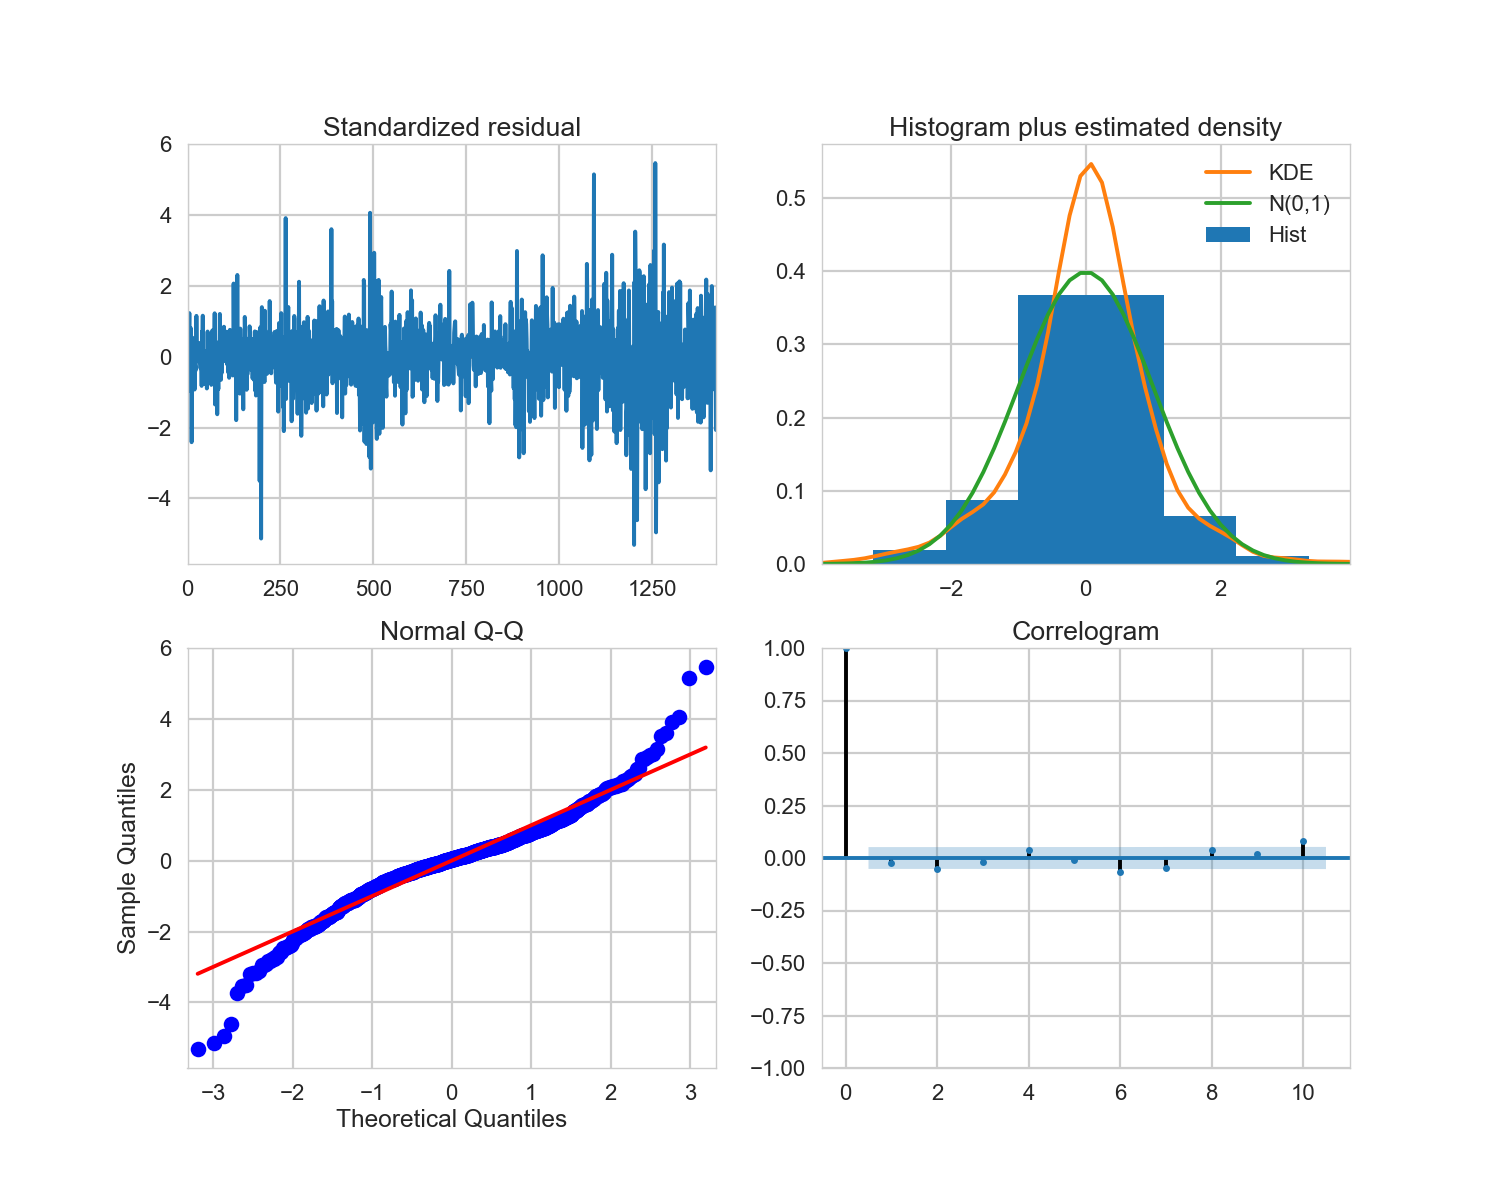 Standardized residual
6
4
2
0
−2
−4
0 250 500 750 1000 1250
Histogram plus estimated density
KDE
N(0,1)
Hist
0.5
0.4
0.3
0.2
0.1
0.0
−2 0 2
Normal Q-Q
Sample Quantiles
6
4
2
0
−2
−4
−3 −2 −1 0 1 2 3
Theoretical Quantiles
Correlogram
1.00
0.75
0.50
0.25
0.00
−0.25
−0.50
−0.75
−1.00
0 2 4 6 8 10